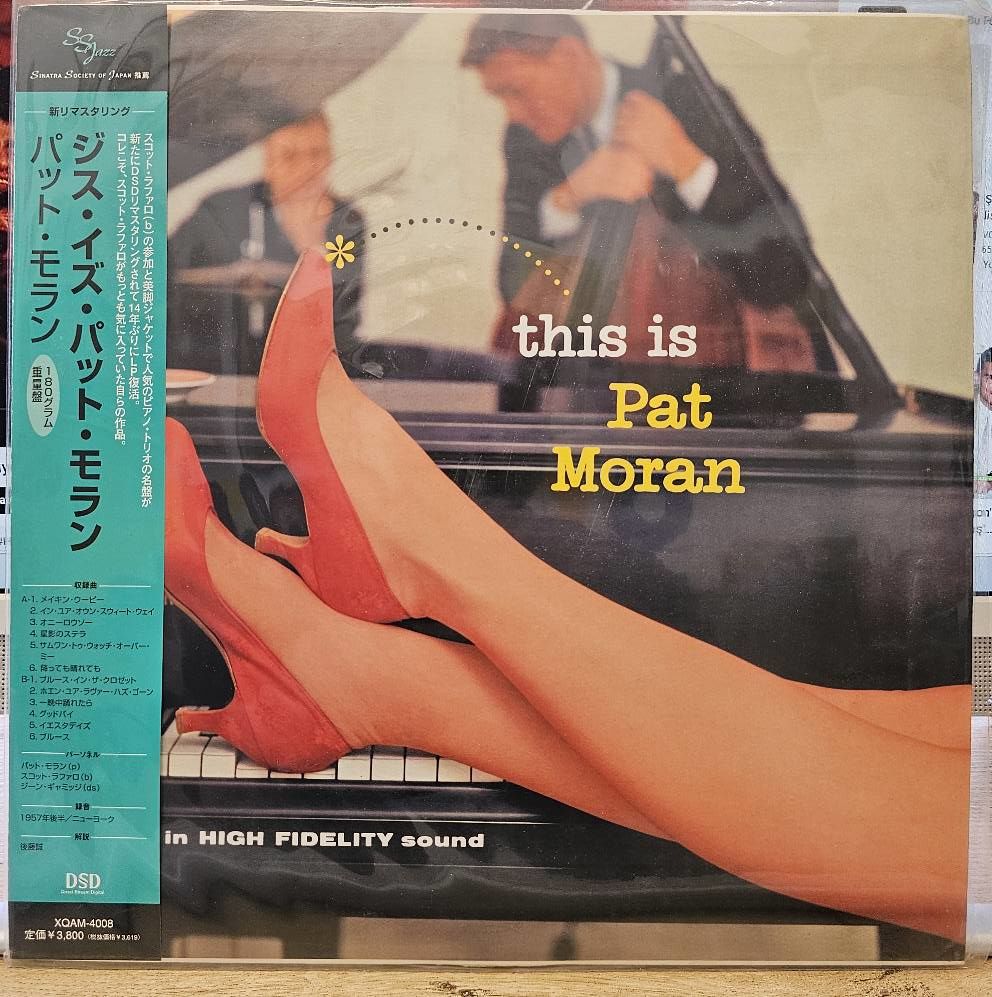 SSJazz
SINATRA SOCIETY OF JAPAN 推薦
新リマスタリング
スコット・ラファロ(b)の参加と美脚ジャケットで人気のピアノ・トリオの名盤が
新たにDSDリマスタリングされて14年ぶりにLP復活。
コレこそ、スコット・ラファロがもっとも気に入っていた自らの作品。
ジス・イズ・パット・モラン
パット・モラン
180グラム
重量盤
収録曲
A-1. メイキン・ウーピー
2. イン・ユア・オウン・スウィート・ウェイ
3. オニーロウソー
4. 星影のステラ
5. サムワン・トゥ・ウォッチ・オーバー・
ミー
6. 降っても晴れても
B-1. ブルース・イン・ザ・クロゼット
2. ホエン・ユア・ラヴァー・ハズ・ゴーン
3. 一晩中踊れたら
4. グッドバイ
5. イエスタデイズ
6. ブルース
パーソネル
パット・モラン(p)
スコット・ラファロ(b)
ジーン・ギャミッジ(ds)
録音
1957年後半/ニューヨーク
解説
後藤誠
DSD
Direct Stream Digital
XQAM-4008
定価¥3,800 (税抜価格¥3,619)
this is
Pat
Moran
in HIGH FIDELITY sound